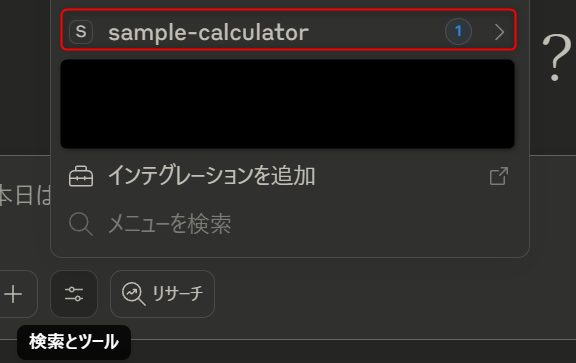 S sample-calculator 1
?
インテグレーションを追加
メニューを検索
本日は
リサーチ
検索とツール